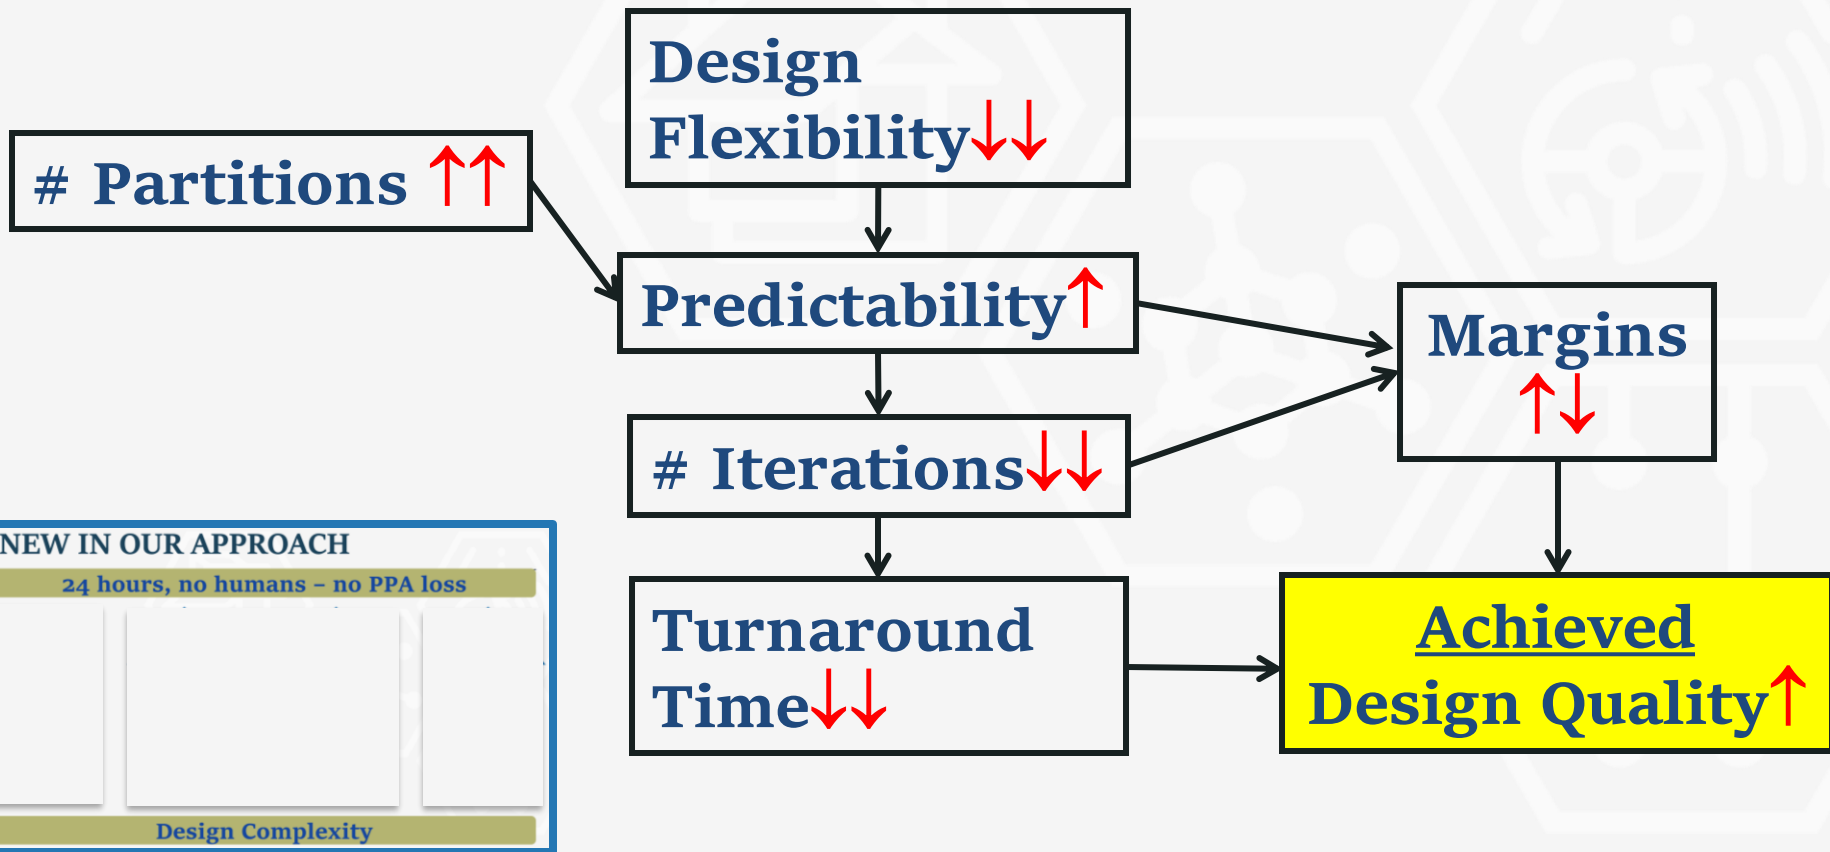 Design
Flexibility↓↓
# Partitions ↑↑
Predictability↑
Margins
↑↓
# Iterations↓↓
NEW IN OUR APPROACH
24 hours, no humans – no PPA loss
Turnaround
Time↓↓
Achieved
Design Quality↑
Design Complexity